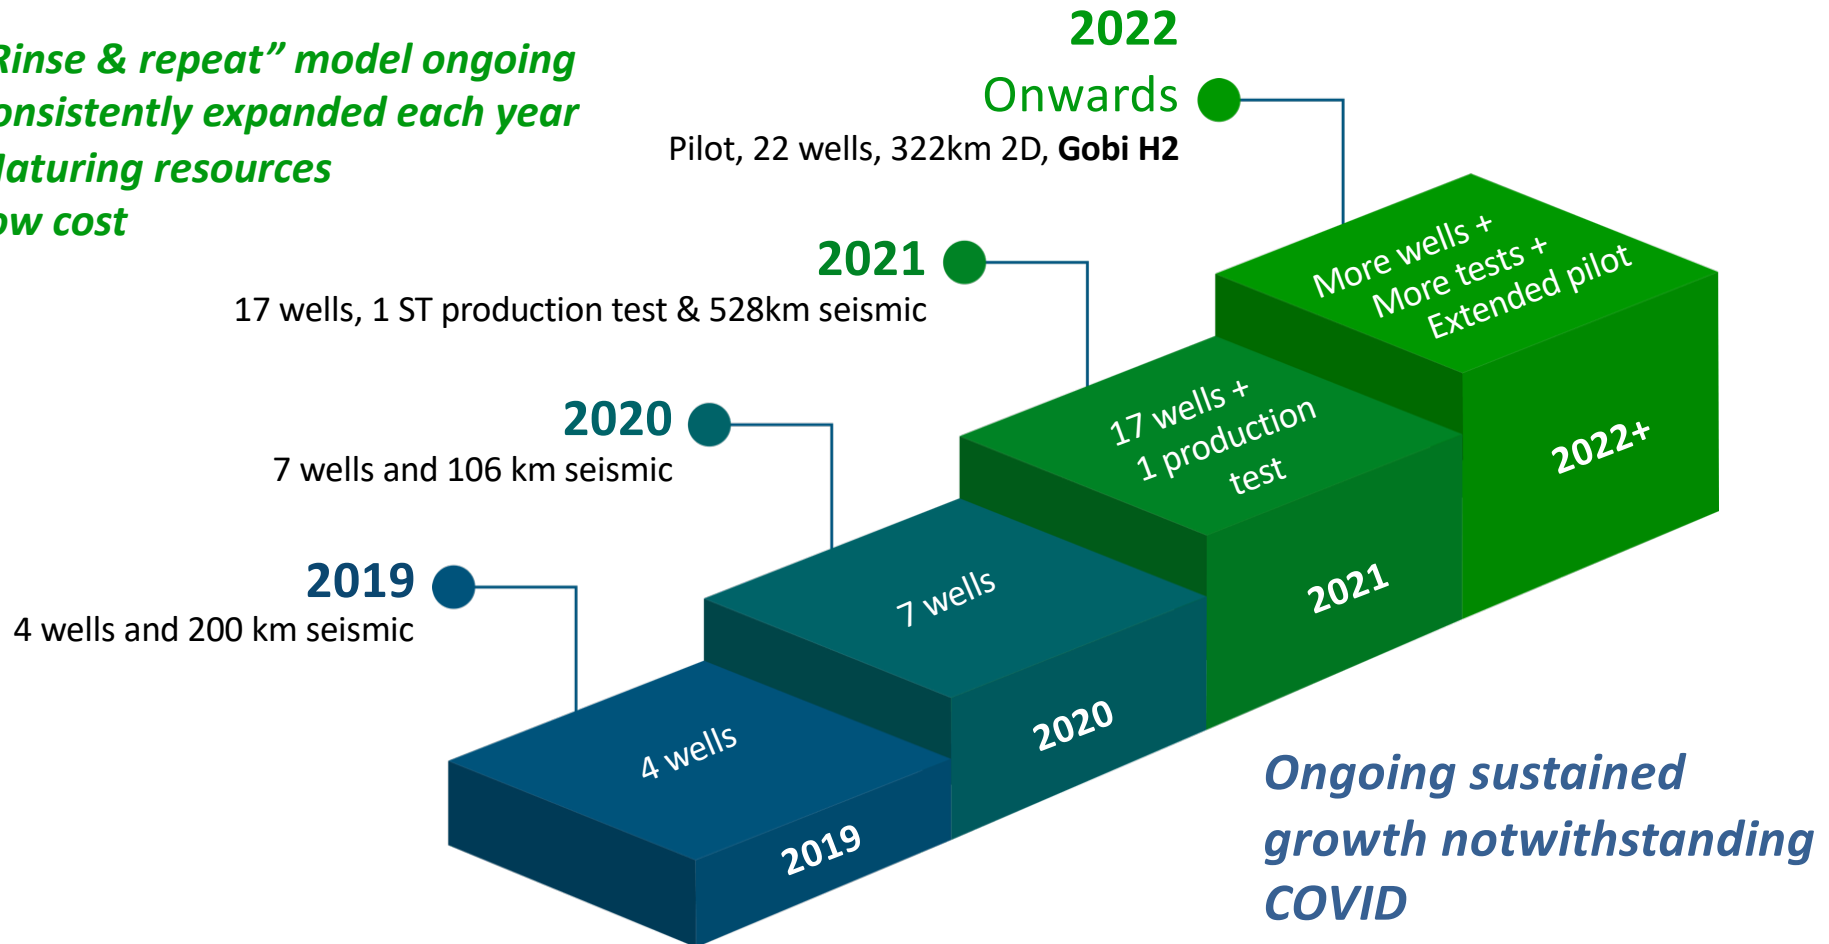 Rinse & repeat” model ongoing
onsistently expanded each year
aturing resources
ow cost
2022
Onwards
Pilot, 22 wells, 322km 2D, Gobi H2
2021
17 wells, 1 ST production test & 528km seismic
2020
7 wells and 106 km seismic
2019
4 wells and 200 km seismic
More wells +
More tests +
Extended pilot
2022+
17 wells +
1 production
test
2021
7 wells
2020
4 wells
2019
Ongoing sustained
growth notwithstanding
COVID